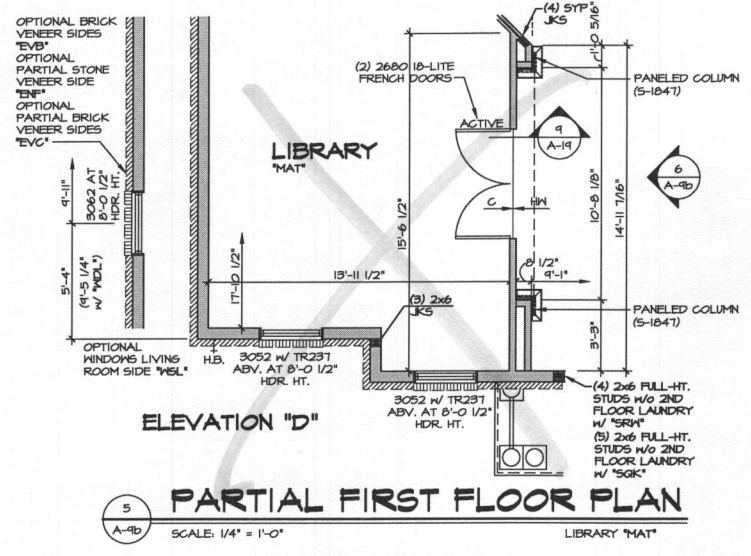 OPTIONAL BRICK
VENEER SIDES
"EVB"
OPTIONAL
PARTIAL STONE
VENEER SIDE
"ENF"
OPTIONAL
PARTIAL BRICK
VENEER SIDES
"EVC"
(4) SYP
JKS
1'-0 5/16"
(2) 2680 18-LITE
FRENCH DOORS
PANELED COLUMN
(S-1847)
ACTIVE
9
A-19
LIBRARY
"MAT"
6
A-9b
9'-11"
3062 AT
8'-0 1/2"
HDR. HT.
15'-6 1/2"
C
HW
10'-8 1/8"
14'-11 7/16"
5'-4"
(9'-5 1/4"
W/ "WDL")
17'-10 1/2"
13'-11 1/2"
8 1/2"
9'-1"
(3) 2x6
JKS
PANELED COLUMN
(S-1847)
3'-3"
OPTIONAL
WINDOWS LIVING
ROOM SIDE "WSL"
H.B.
3052 W/ TR237
ABV. AT 8'-0 1/2"
HDR. HT.
3052 W/ TR237
ABV. AT 8'-0 1/2"
HDR. HT.
(4) 2x6 FULL-HT.
STUDS W/o 2ND
FLOOR LAUNDRY
W/ "SRW"
(5) 2x6 FULL-HT.
STUDS W/o 2ND
FLOOR LAUNDRY
W/ "SQK"
ELEVATION "D"
5
A-9b
PARTIAL FIRST FLOOR PLAN
SCALE: 1/4" = 1'-0"
LIBRARY "MAT"